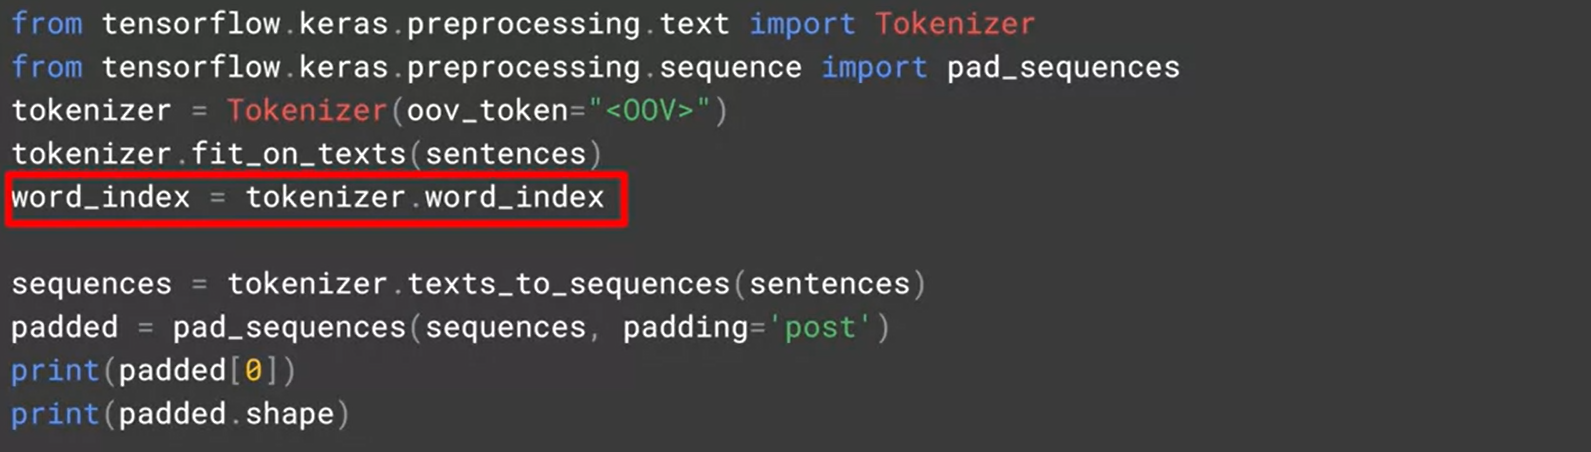 from tensorflow.keras.preprocessing.text import Tokenizer
from tensorflow.keras.preprocessing.sequence import pad_sequences
tokenizer = Tokenizer(oov_token="<OOV>")
tokenizer.fit_on_texts(sentences)
word_index = tokenizer.word_index
sequences = tokenizer.texts_to_sequences(sentences)
padded = pad_sequences(sequences, padding='post')
print(padded[0])
print(padded.shape)